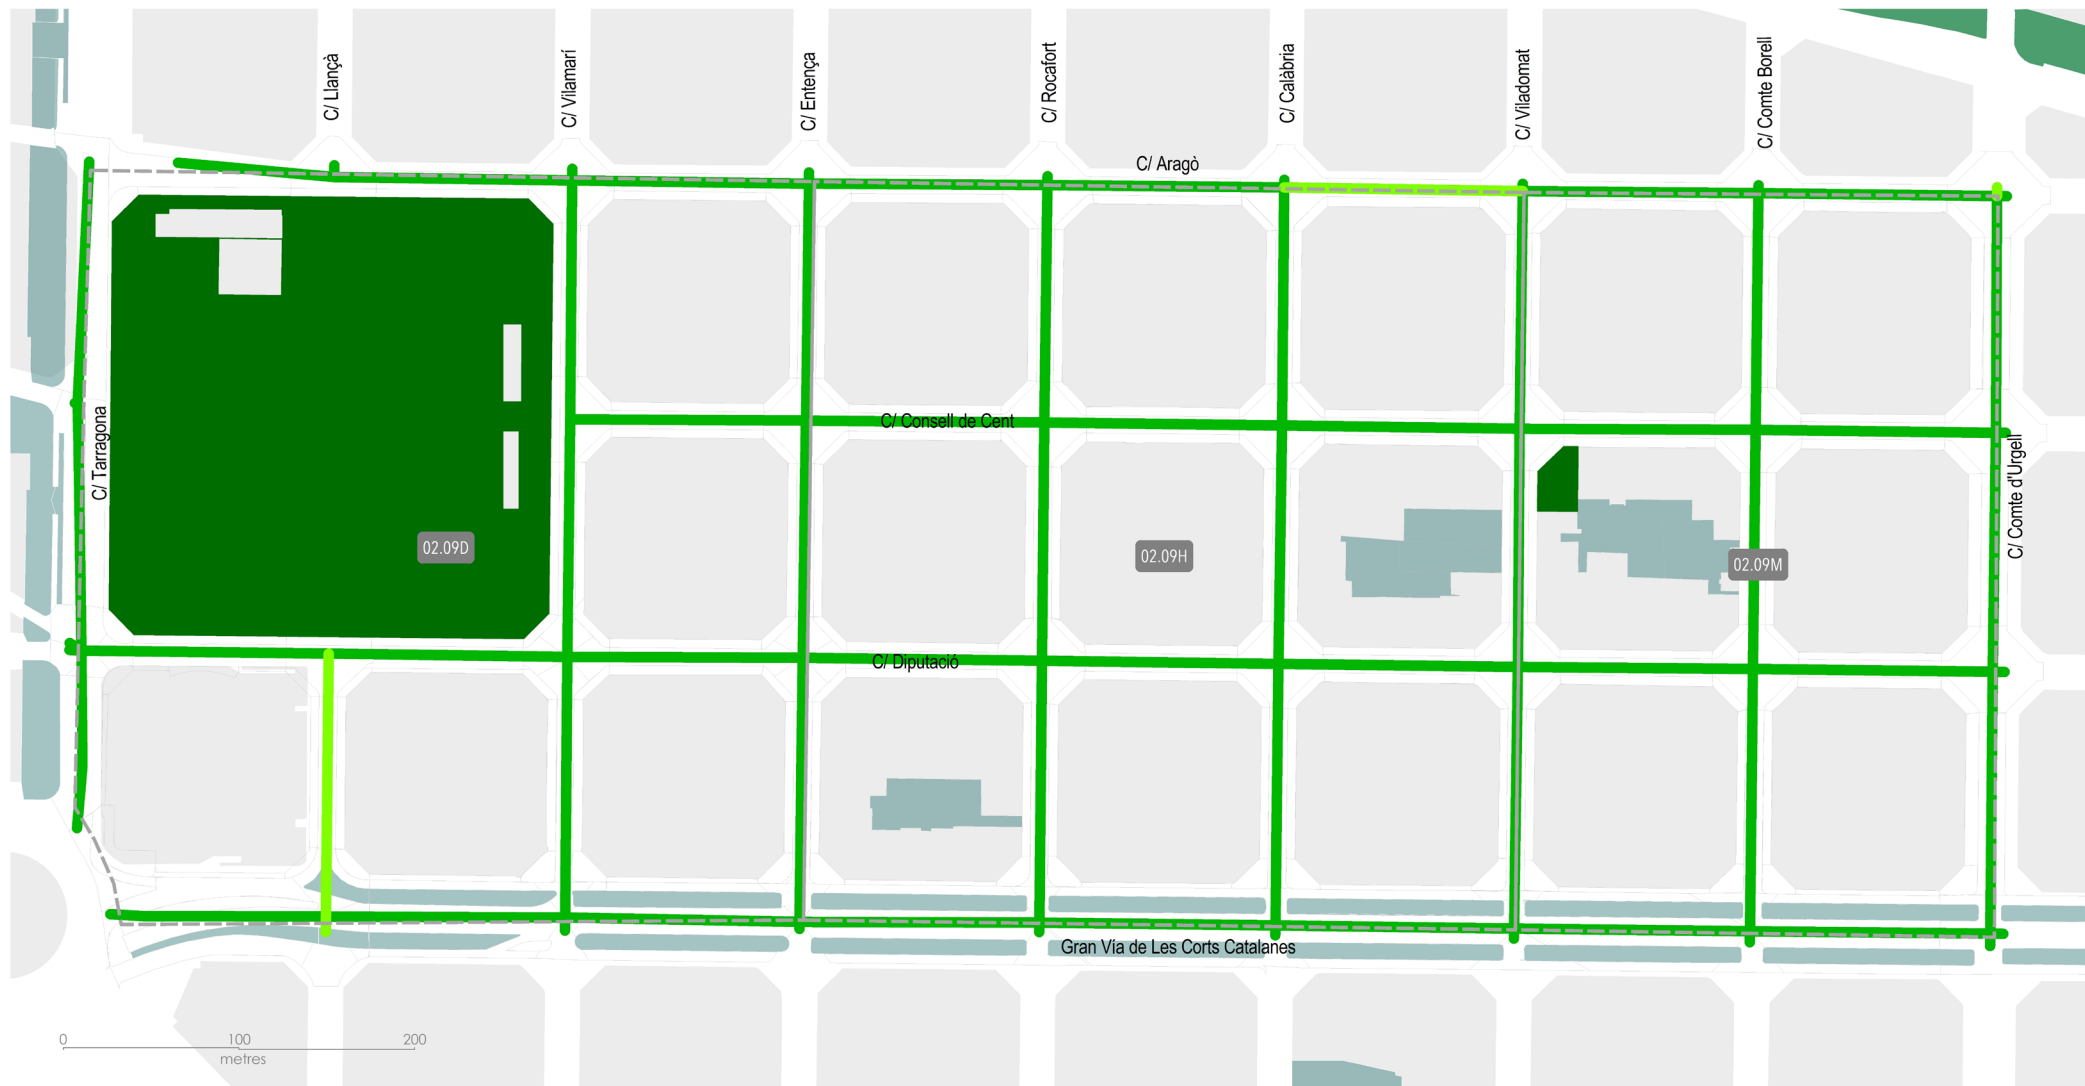 C/ Llançà
C/ Vilamarí
C/ Entença
C/ Rocafort
C/ Calàbria
C/ Viladomat
C/ Comte Borell
C/ Aragò
C/ Tarragona
C/ Consell de Cent
C/ Comte d'Urgell
02.09D
02.09H
02.09M
C/ Diputació
Gran Vía de Les Corts Catalanes
0 100 200
metres